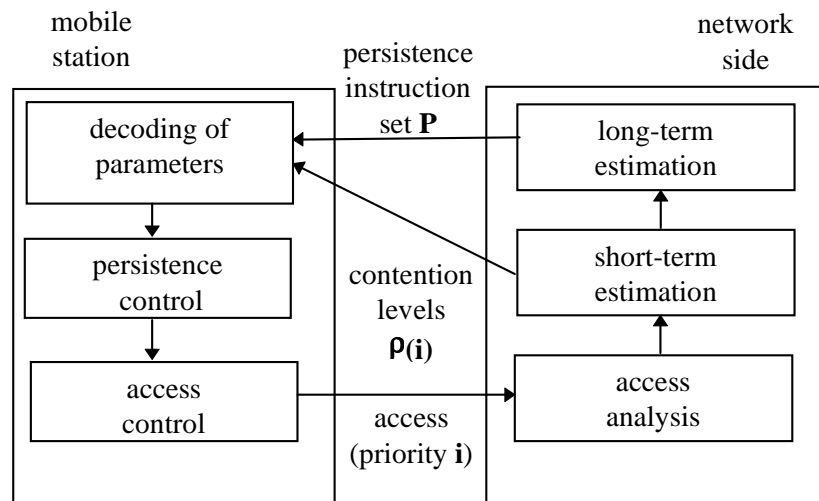 mobile
station
network
side
persistence
instruction
set P
decoding of
parameters
long-term
estimation
persistence
control
contention
levels
ρ(i)
short-term
estimation
access
control
access
(priority i)
access
analysis